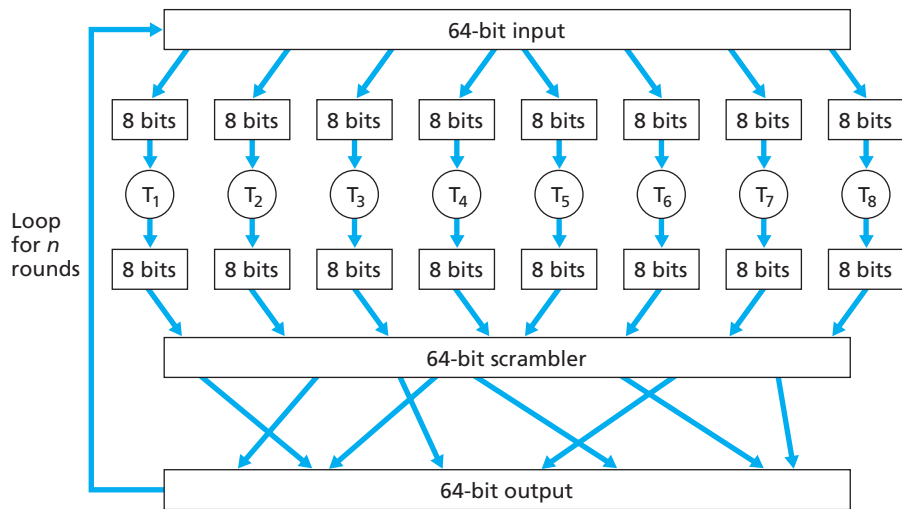 64-bit input
8 bits 8 bits 8 bits 8 bits 8 bits 8 bits 8 bits 8 bits
T1 T2 T3 T4 T5 T6 T7 T8
Loop
for n
rounds
8 bits 8 bits 8 bits 8 bits 8 bits 8 bits 8 bits 8 bits
64-bit scrambler
64-bit output